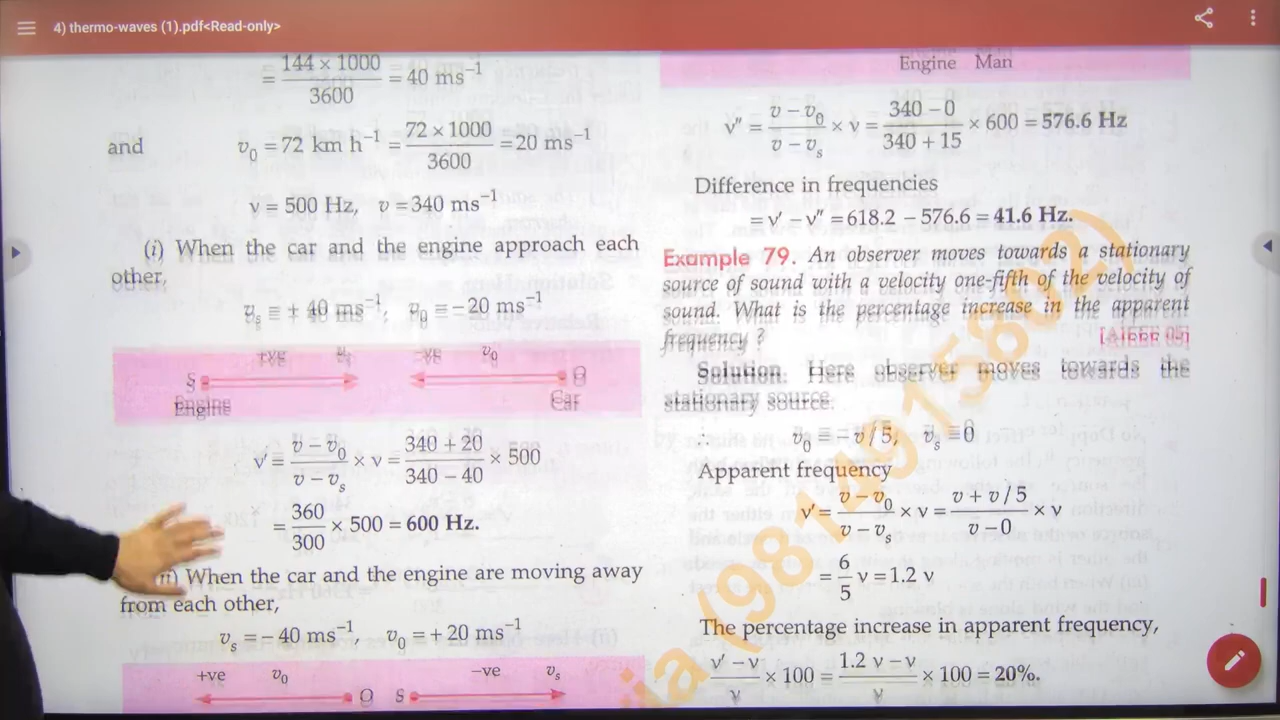 4) thermo-waves (1).pdf<Read-only>
= 144 × 1000 / 3600 = 40 ms⁻¹
and v₀ = 72 km h⁻¹ = 72 × 1000 / 3600 = 20 ms⁻¹
ν = 500 Hz, v = 340 ms⁻¹
(i) When the car and the engine approach each
other,
vₛ = + 40 ms⁻¹, v₀ = −20 ms⁻¹
+ve −ve v₀
S O
Engine Car
ν′ = v − v₀ / v − vₛ × ν = 340 + 20 / 340 − 40 × 500
= 360 / 300 × 500 = 600 Hz.
(ii) When the car and the engine are moving away
from each other,
vₛ = − 40 ms⁻¹, v₀ = + 20 ms⁻¹
+ve v₀ −ve vₛ
O S
Engine Man
ν″ = v − v₀ / v − vₛ × ν = 340 − 0 / 340 + 15 × 600 = 576.6 Hz
Difference in frequencies
= ν′ − ν″ = 618.2 − 576.6 = 41.6 Hz.
Example 79. An observer moves towards a stationary
source of sound with a velocity one-fifth of the velocity of
sound. What is the percentage increase in the apparent
frequency ? [AIEEE 05]
Solution. Here observer moves towards the
stationary source.
∴ v₀ = − v / 5, vₛ = 0
Apparent frequency
ν′ = v − v₀ / v − vₛ × ν = v + v / 5 / v − 0 × ν
= 6 / 5 ν = 1.2 ν
The percentage increase in apparent frequency,
ν′ − ν / ν × 100 = 1.2 ν − ν / ν × 100 = 20%.
(9814915802)